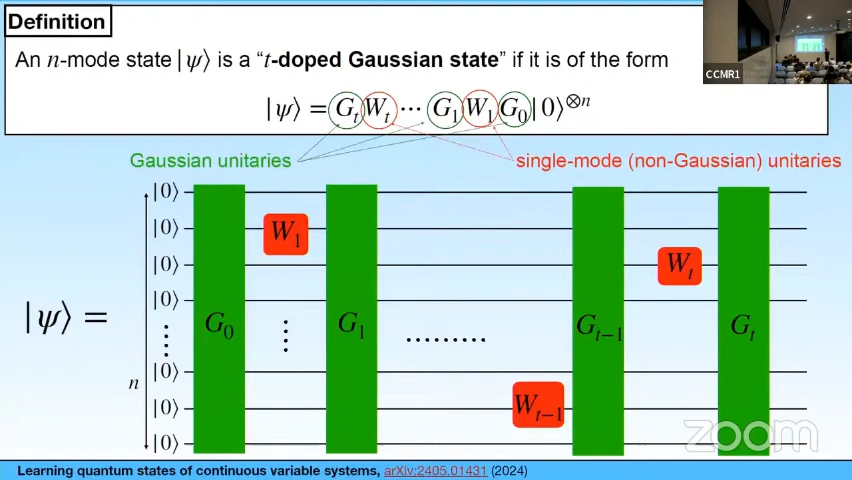 Definition
An n-mode state |ψ⟩ is a “t-doped Gaussian state” if it is of the form
|ψ⟩ = G_t W_t ⋯ G_1 W_1 G_0 |0⟩^{⊗n}
Gaussian unitaries
single-mode (non-Gaussian) unitaries
CCMR1
|0⟩
|0⟩
|0⟩
|0⟩
⋮
|0⟩
|0⟩
|0⟩
n
|ψ⟩ =
G_0
W_1
⋮
G_1
.........
W_{t−1}
G_{t−1}
W_t
G_t
zoom
Learning quantum states of continuous variable systems, arXiv:2405.01431 (2024)